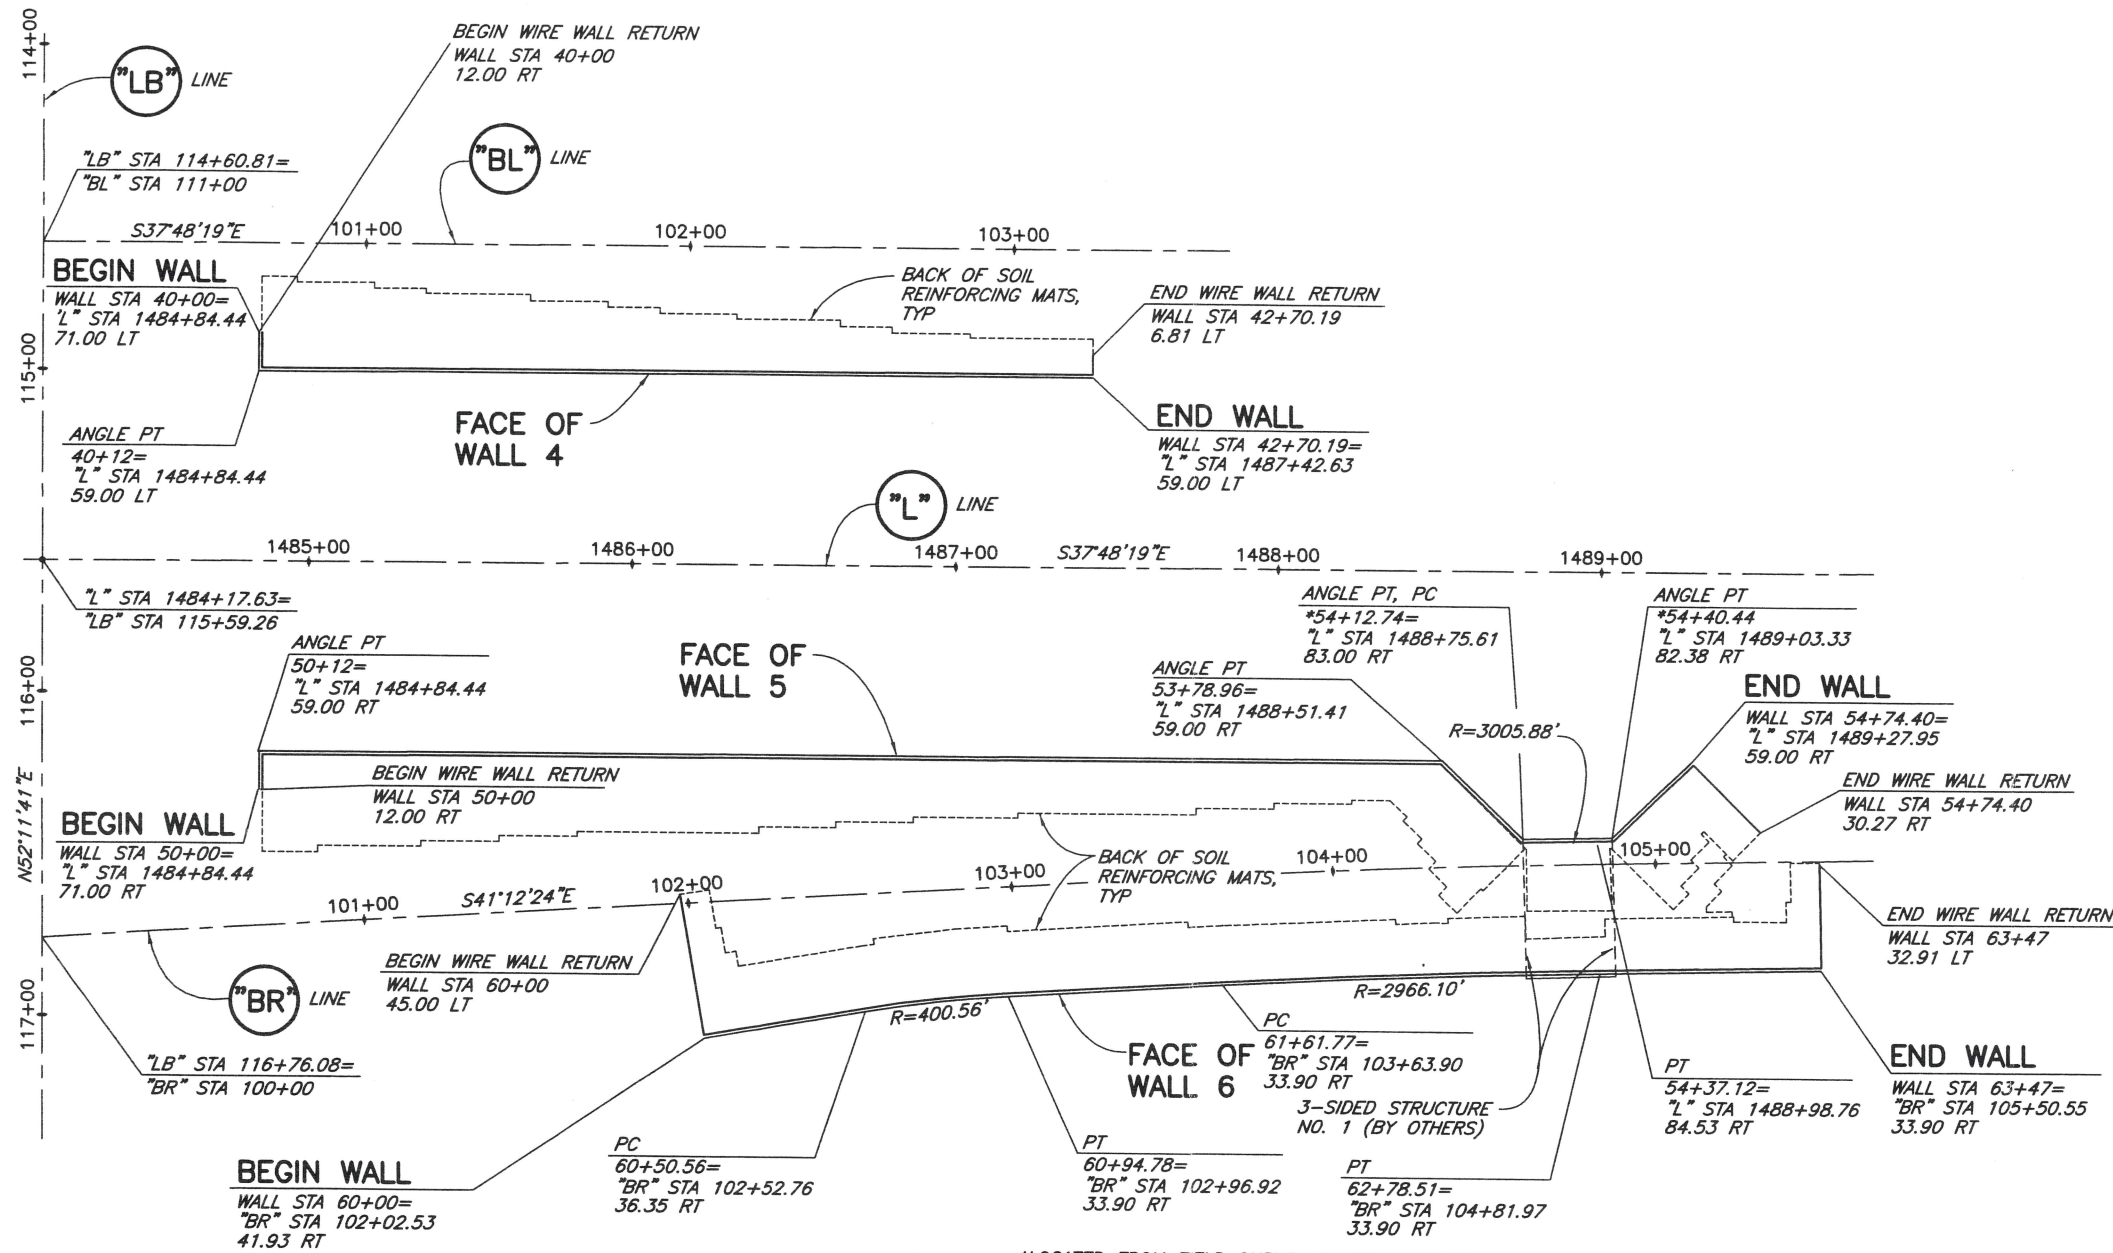 114+00
"LB" LINE
BEGIN WIRE WALL RETURN
WALL STA 40+00
12.00 RT
"BL" LINE
"LB" STA 114+60.81=
"BL" STA 111+00
S37°48'19"E
101+00
102+00
103+00
BEGIN WALL
WALL STA 40+00=
'L" STA 1484+84.44
71.00 LT
BACK OF SOIL
REINFORCING MATS,
TYP
END WIRE WALL RETURN
WALL STA 42+70.19
6.81 LT
115+00
ANGLE PT
40+12=
"L" STA 1484+84.44
59.00 LT
FACE OF
WALL 4
END WALL
WALL STA 42+70.19=
"L" STA 1487+42.63
59.00 LT
"L" LINE
1485+00
1486+00
1487+00
S37°48'19"E
1488+00
1489+00
"L" STA 1484+17.63=
"LB" STA 115+59.26
ANGLE PT
50+12=
"L" STA 1484+84.44
59.00 RT
FACE OF
WALL 5
ANGLE PT
53+78.96=
"L" STA 1488+51.41
59.00 RT
ANGLE PT, PC
*54+12.74=
"L" STA 1488+75.61
83.00 RT
ANGLE PT
*54+40.44
"L" STA 1489+03.33
82.38 RT
R=3005.88'
END WALL
WALL STA 54+74.40=
"L" STA 1489+27.95
59.00 RT
116+00
N52°11'41"E
BEGIN WIRE WALL RETURN
WALL STA 50+00
12.00 RT
BEGIN WALL
WALL STA 50+00=
"L" STA 1484+84.44
71.00 RT
END WIRE WALL RETURN
WALL STA 54+74.40
30.27 RT
BACK OF SOIL
REINFORCING MATS,
TYP
101+00
S41°12'24"E
102+00
103+00
104+00
105+00
END WIRE WALL RETURN
WALL STA 63+47
32.91 LT
"BR" LINE
BEGIN WIRE WALL RETURN
WALL STA 60+00
45.00 LT
117+00
R=400.56'
R=2966.10'
"LB" STA 116+76.08=
"BR" STA 100+00
FACE OF
WALL 6
PC
61+61.77=
"BR" STA 103+63.90
33.90 RT
3-SIDED STRUCTURE
NO. 1 (BY OTHERS)
PT
54+37.12=
"L" STA 1488+98.76
84.53 RT
END WALL
WALL STA 63+47=
"BR" STA 105+50.55
33.90 RT
BEGIN WALL
WALL STA 60+00=
"BR" STA 102+02.53
41.93 RT
PC
60+50.56=
"BR" STA 102+52.76
36.35 RT
PT
60+94.78=
"BR" STA 102+96.92
33.90 RT
PT
62+78.51=
"BR" STA 104+81.97
33.90 RT